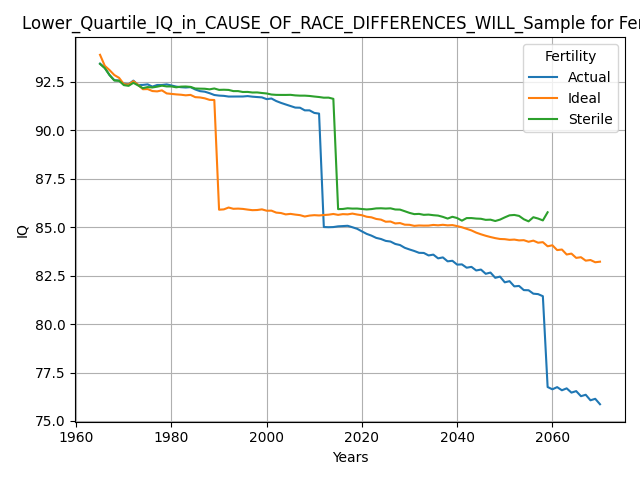 Lower_Quartile_IQ_in_CAUSE_OF_RACE_DIFFERENCES_WILL_Sample for Fer
Fertility
Actual
Ideal
Sterile
92.5
90.0
87.5
85.0
82.5
80.0
77.5
75.0
IQ
1960
1980
2000
2020
2040
2060
Years